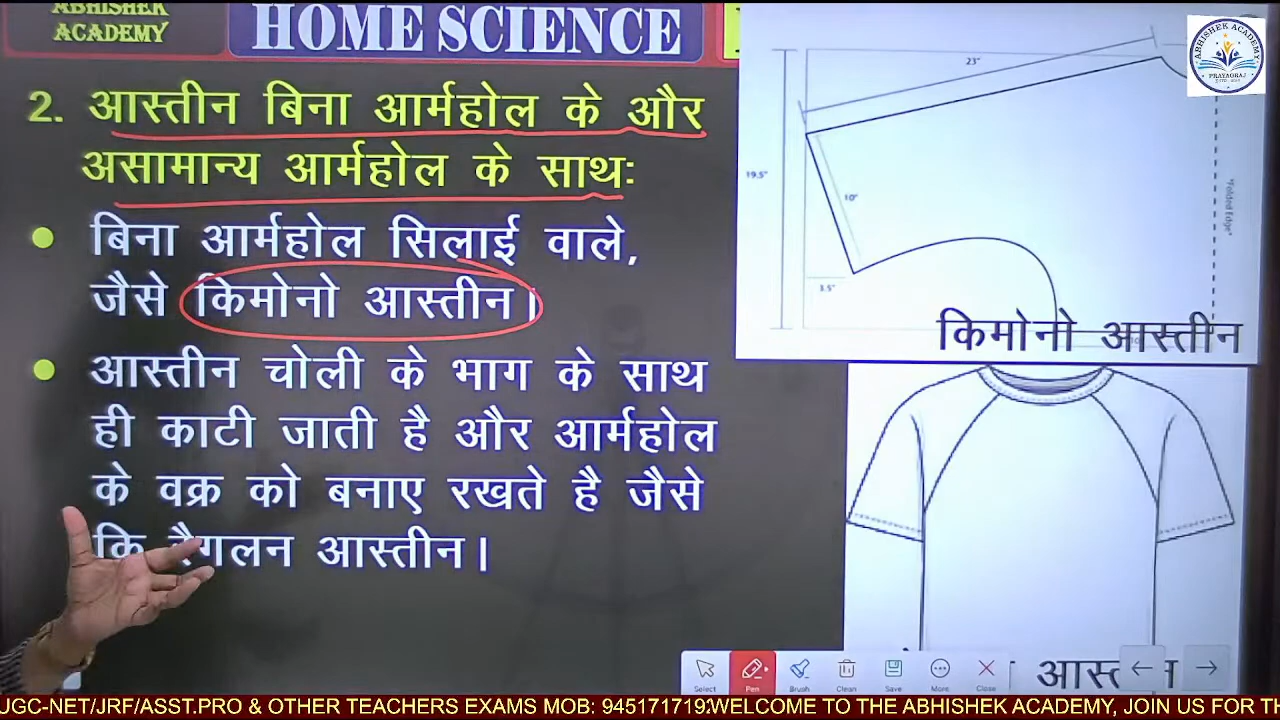 ABHISHEK
ACADEMY
HOME SCIENCE
2. आस्तीन बिना आर्महोल के और
असामान्य आर्महोल के साथः
• बिना आर्महोल सिलाई वाले,
जैसे किमोनो आस्तीन।
• आस्तीन चोली के भाग के साथ
ही काटी जाती है और आर्महोल
के वक्र को बनाए रखते है जैसे
कि रैगलन आस्तीन।
23"
19.5"
10"
3.5"
"Folded Edge"
किमोनो आस्तीन
ABHISHEK ACADEMY
PRAYAGRAJ
Select
Pen
Brush
Clean
Save
More
Close
UGC-NET/JRF/ASST.PRO & OTHER TEACHERS EXAMS MOB: 945171719
WELCOME TO THE ABHISHEK ACADEMY, JOIN US FOR TH